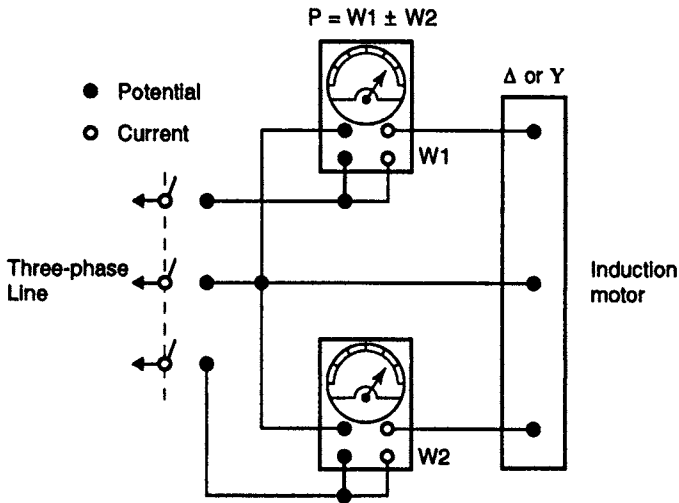 P = W1 ± W2
Δ or Y
Potential
Current
W1
Three-phase
Line
Induction
motor
W2